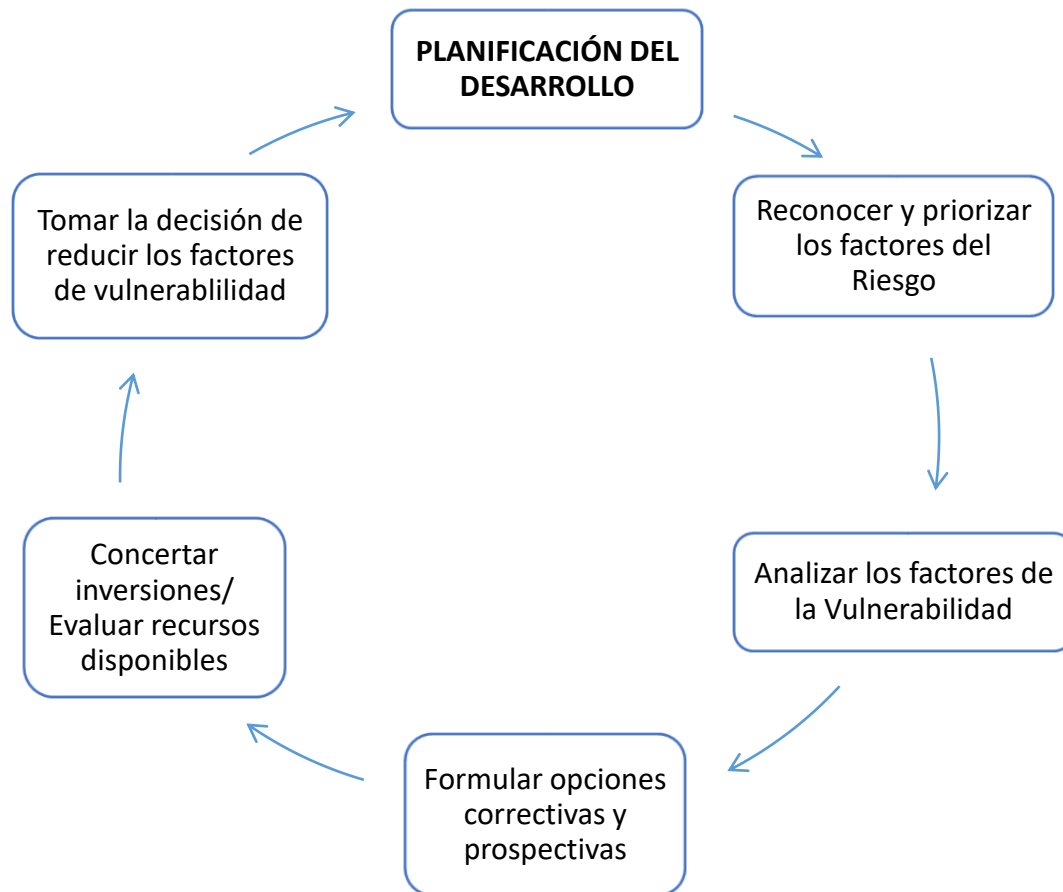 PLANIFICACIÓN DEL
DESARROLLO
Reconocer y priorizar
los factores del
Riesgo
Analizar los factores de
la Vulnerabilidad
Formular opciones
correctivas y
prospectivas
Concertar
inversiones/
Evaluar recursos
disponibles
Tomar la decisión de
reducir los factores
de vulnerablilidad